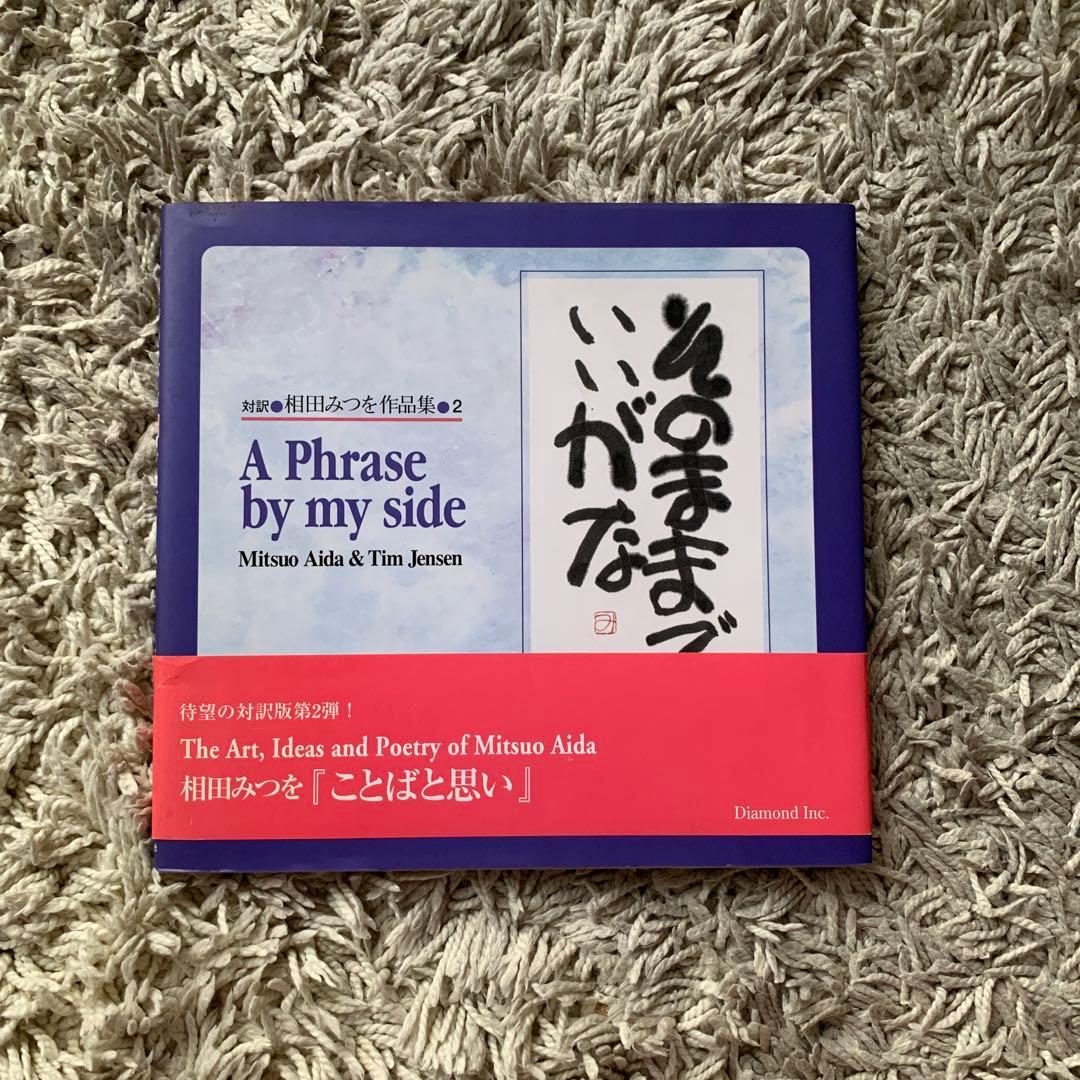 対訳●相田みつを作品集●2
A Phrase
by my side
Mitsuo Aida & Tim Jensen
そのままで
いいがな
み
待望の対訳版第2弾！
The Art, Ideas and Poetry of Mitsuo Aida
相田みつを『ことばと思い』
Diamond Inc.